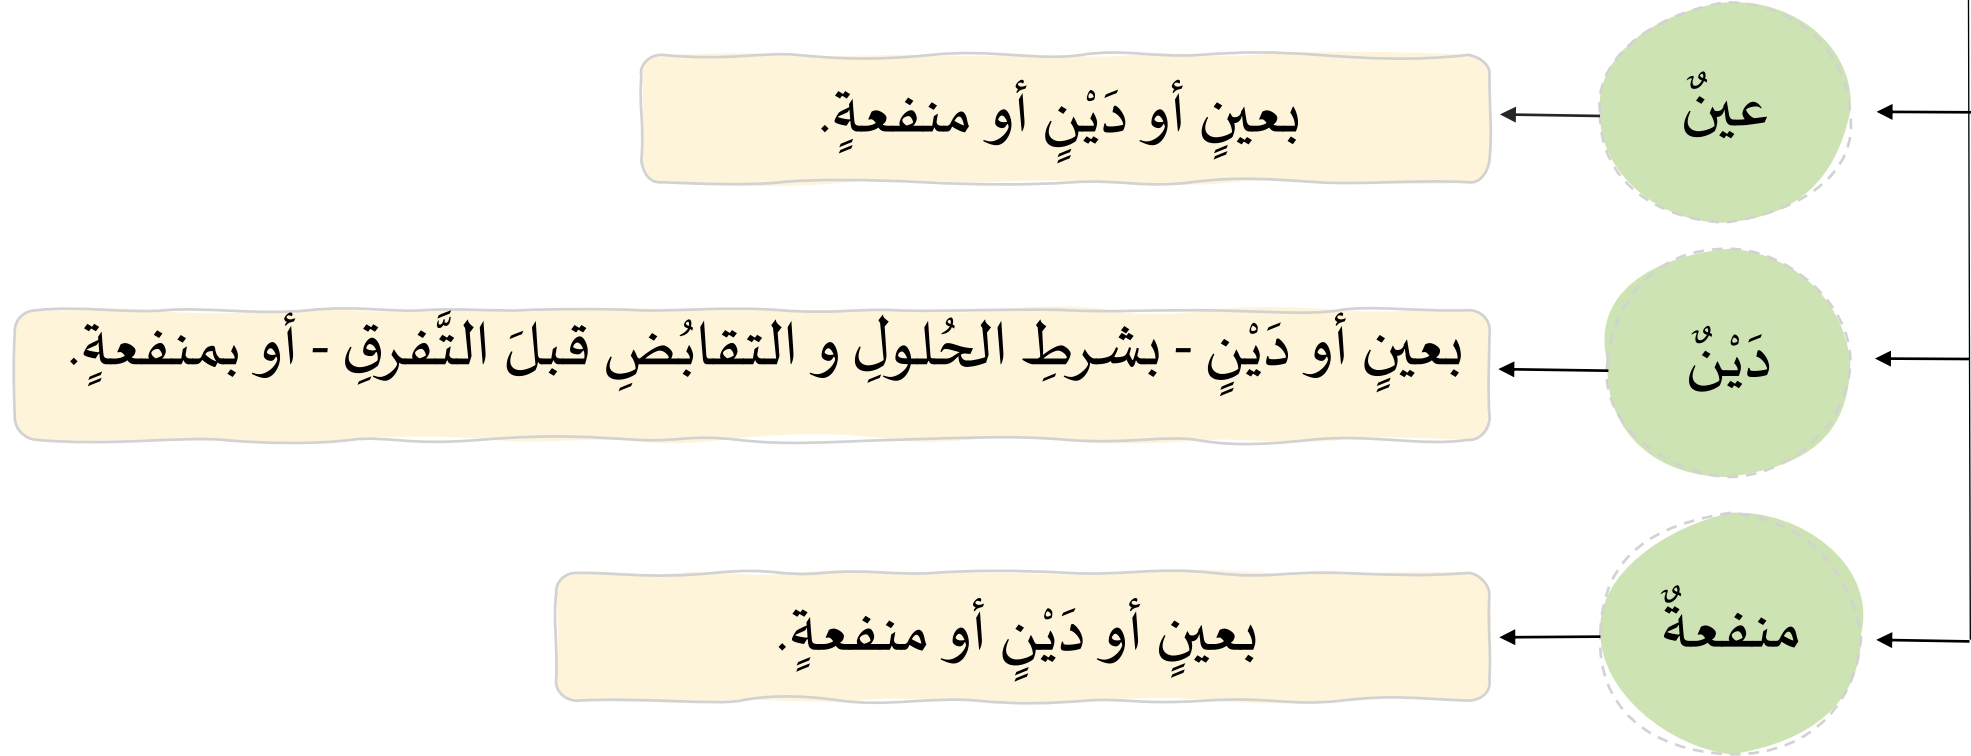 عينٌ
بعينٍ أو دَيْنٍ أو منفعةٍ.
دَيْنٌ
بعينٍ أو دَيْنٍ - بشرطِ الحُلولِ و التقابُضِ قبلَ التَّفرقِ - أو بمنفعةٍ.
منفعةٌ
بعينٍ أو دَيْنٍ أو منفعةٍ.